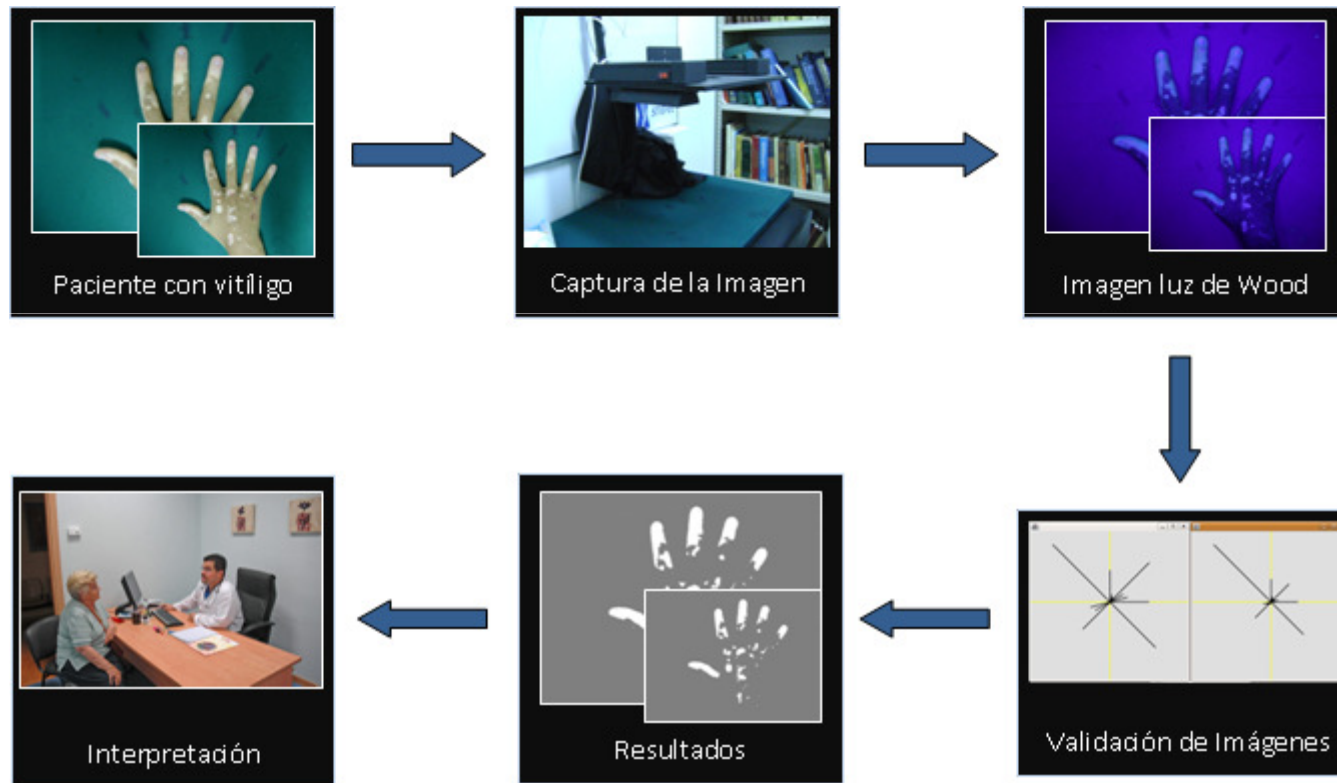 Paciente con vitíligo
Captura de la Imagen
Imagen luz de Wood
Validación de Imágenes
Resultados
Interpretación